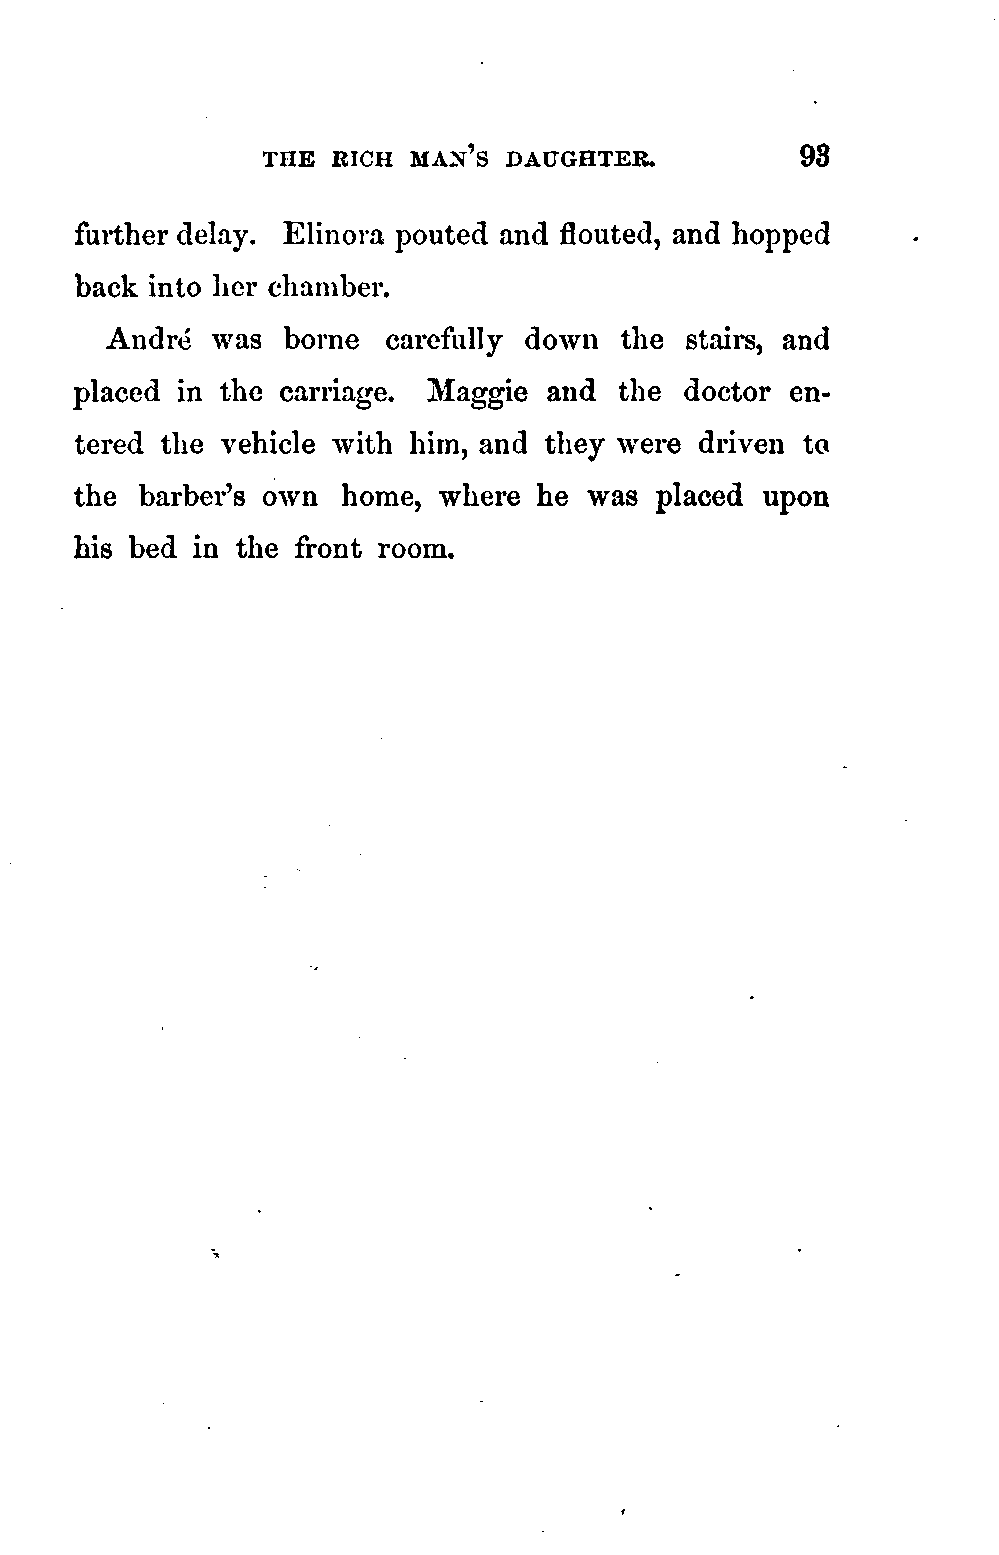 THE RICH MAN'S DAUGHTER. 93
further delay. Elinora pouted and flouted, and hopped
back into her chamber.
André was borne carefully down the stairs, and
placed in the carriage. Maggie and the doctor en-
tered the vehicle with him, and they were driven to
the barber's own home, where he was placed upon
his bed in the front room.